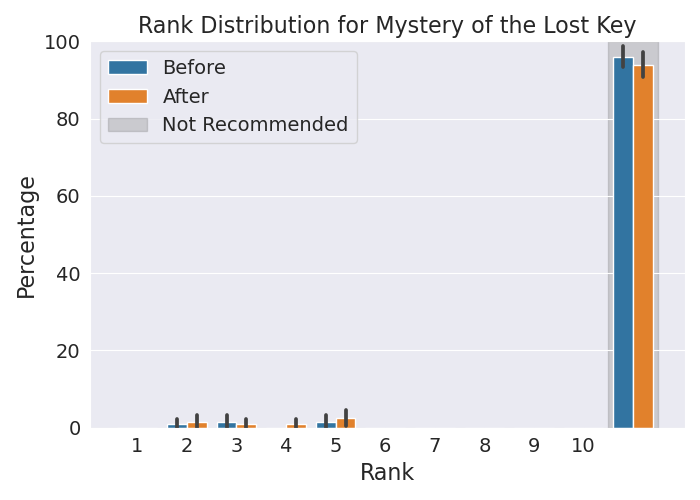 Rank Distribution for Mystery of the Lost Key
100
80
60
40
20
0
Percentage
Before
After
Not Recommended
1 2 3 4 5 6 7 8 9 10
Rank